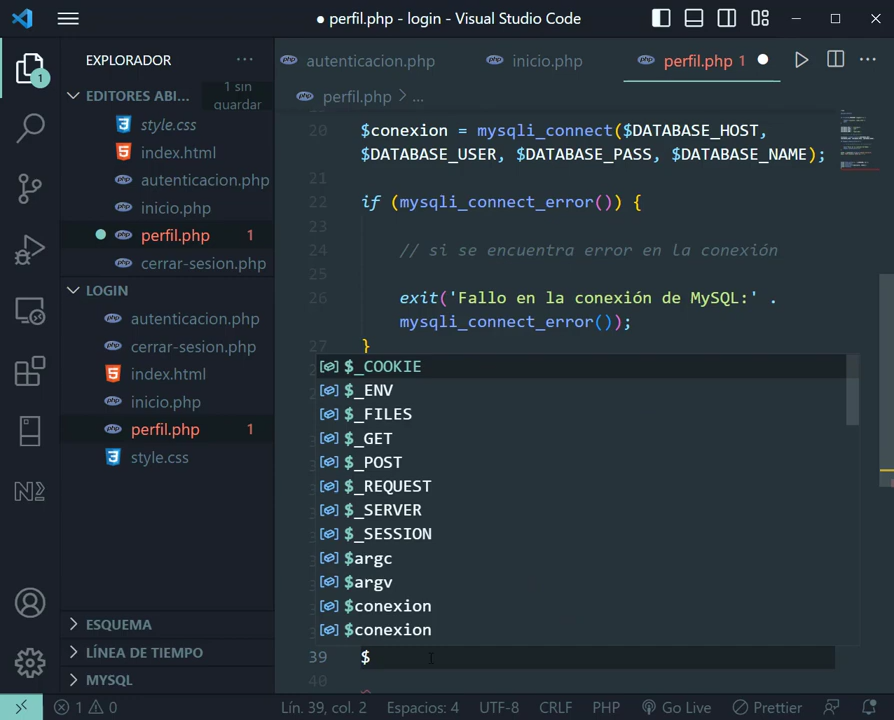 ● perfil.php - login - Visual Studio Code
EXPLORADOR
EDITORES ABI...
1 sin guardar
style.css
index.html
autenticacion.php
inicio.php
perfil.php 1
cerrar-sesion.php
LOGIN
autenticacion.php
cerrar-sesion.php
index.html
inicio.php
perfil.php 1
style.css
ESQUEMA
LÍNEA DE TIEMPO
MYSQL
1
autenticacion.php
inicio.php
perfil.php 1
perfil.php > ...
20 $conexion = mysqli_connect($DATABASE_HOST,
$DATABASE_USER, $DATABASE_PASS, $DATABASE_NAME);
21
22 if (mysqli_connect_error()) {
23
24 // si se encuentra error en la conexión
25
26 exit('Fallo en la conexión de MySQL:' .
mysqli_connect_error());
27 }
$_COOKIE
$_ENV
$_FILES
$_GET
$_POST
$_REQUEST
$_SERVER
$_SESSION
$argc
$argv
$conexion
$conexion
39 $
40
1 0
Lín. 39, col. 2
Espacios: 4
UTF-8
CRLF
PHP
Go Live
Prettier